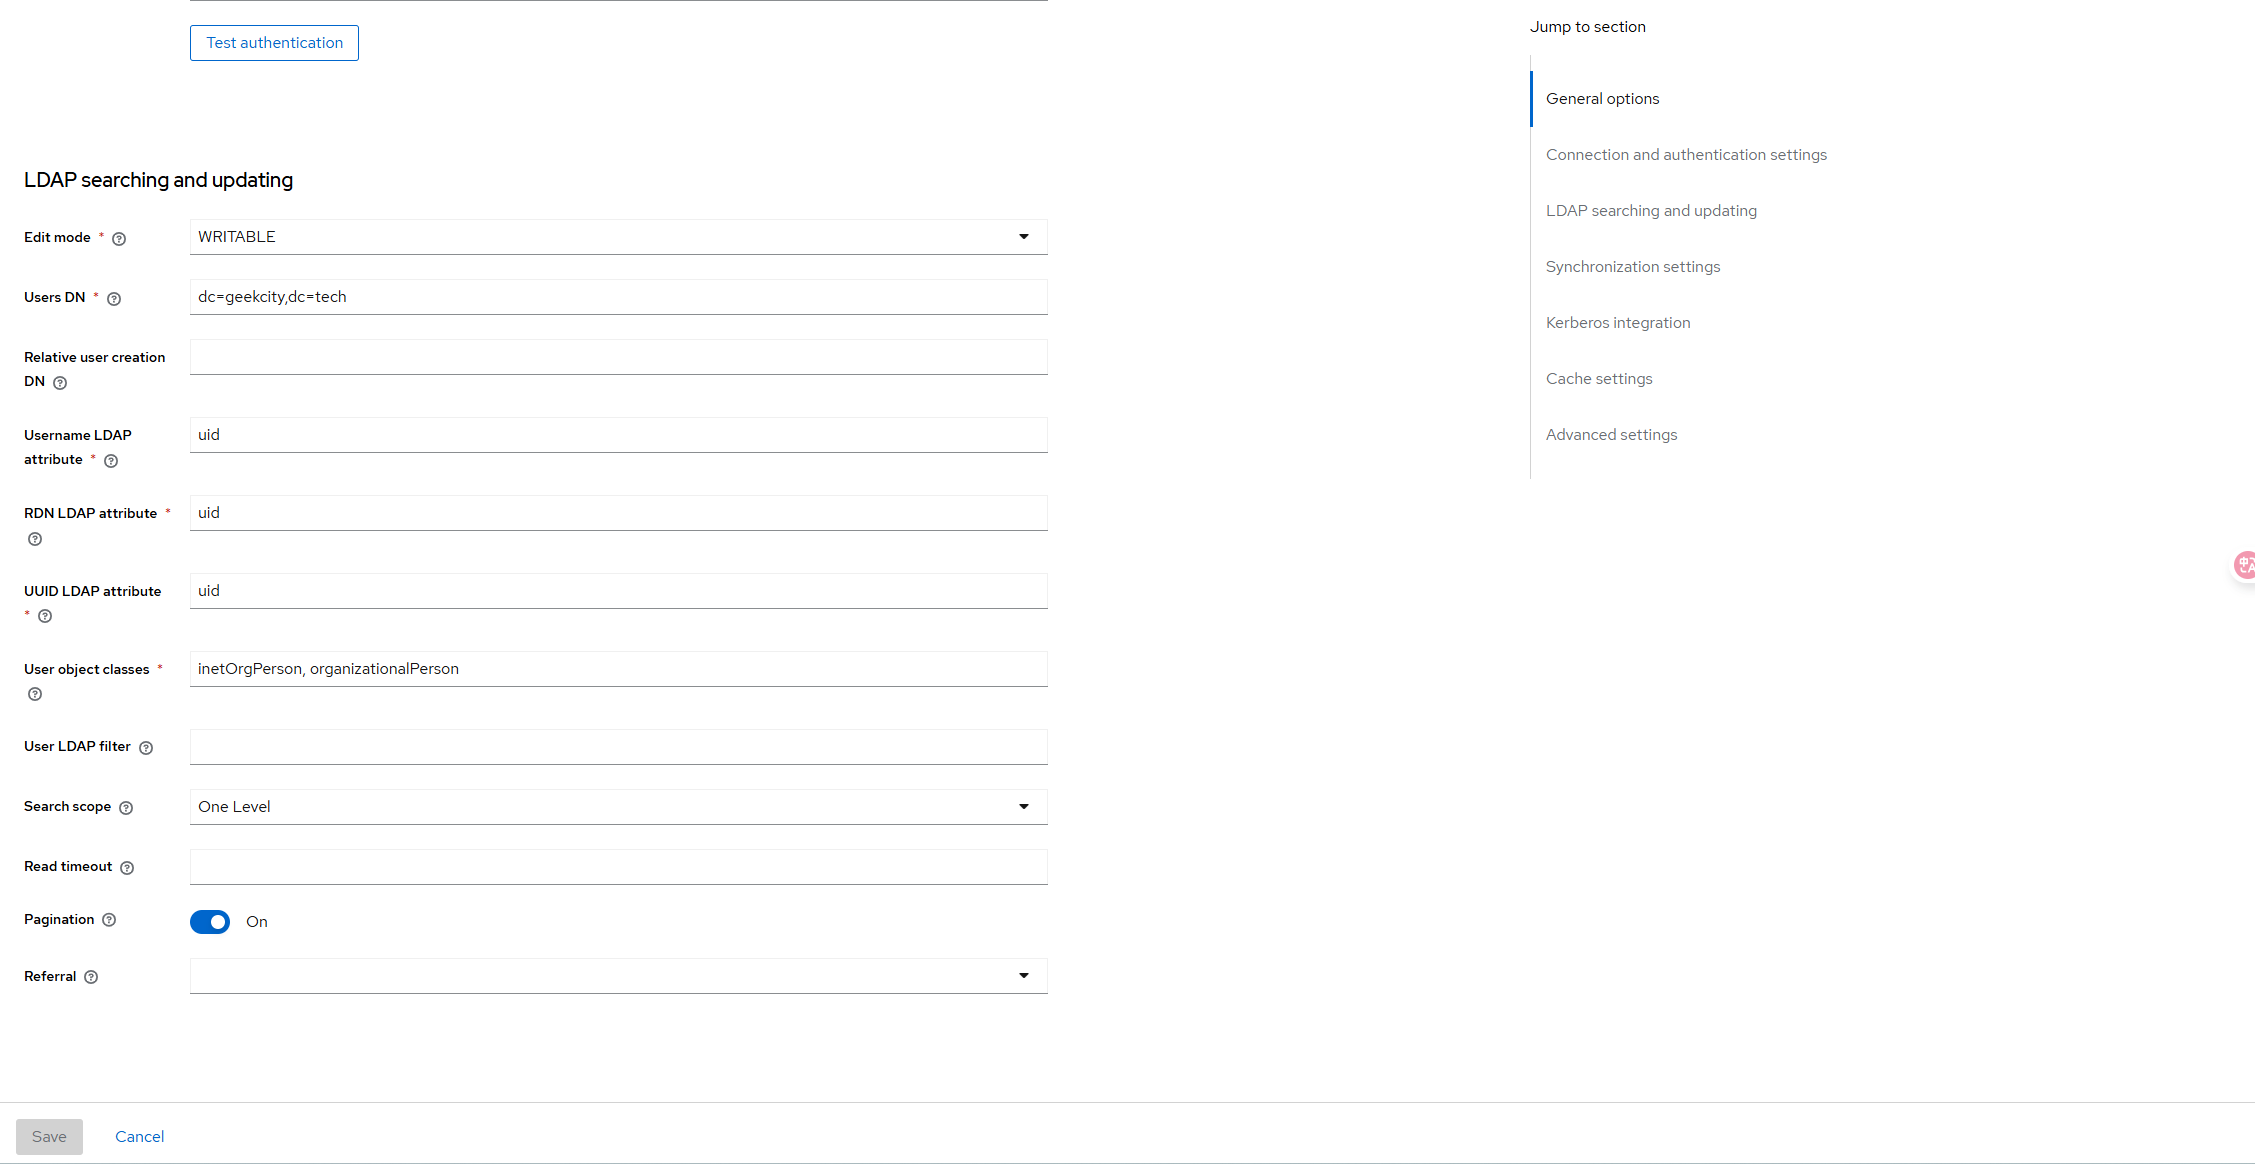 Test authentication
Jump to section
General options
Connection and authentication settings
LDAP searching and updating
Synchronization settings
Kerberos integration
Cache settings
Advanced settings
LDAP searching and updating
Edit mode *
WRITABLE
Users DN *
dc=geekcity,dc=tech
Relative user creation
DN
Username LDAP
attribute *
uid
RDN LDAP attribute *
uid
UUID LDAP attribute
*
uid
User object classes *
inetOrgPerson, organizationalPerson
User LDAP filter
Search scope
One Level
Read timeout
Pagination
On
Referral
Save
Cancel
中A